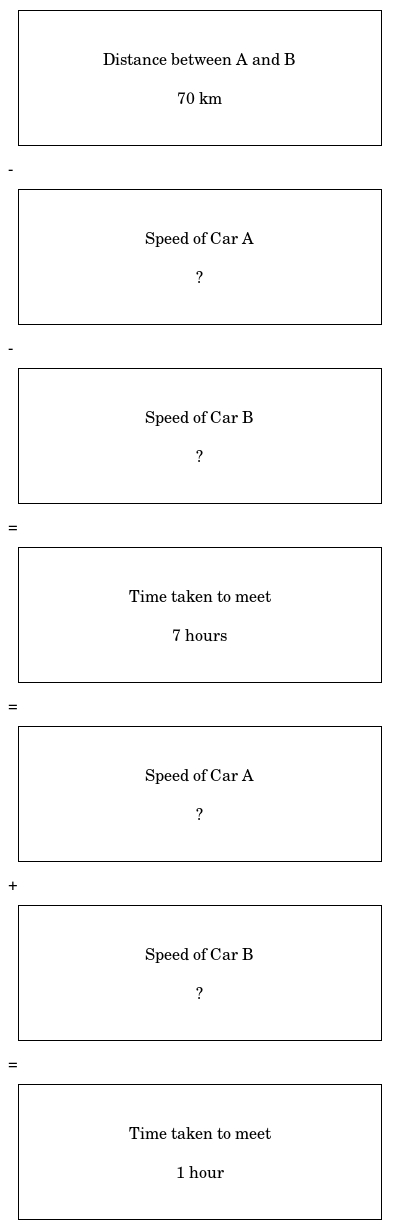 Distance between A and B
70 km
-
Speed of Car A
?
-
Speed of Car B
?
=
Time taken to meet
7 hours
=
Speed of Car A
?
+
Speed of Car B
?
=
Time taken to meet
1 hour